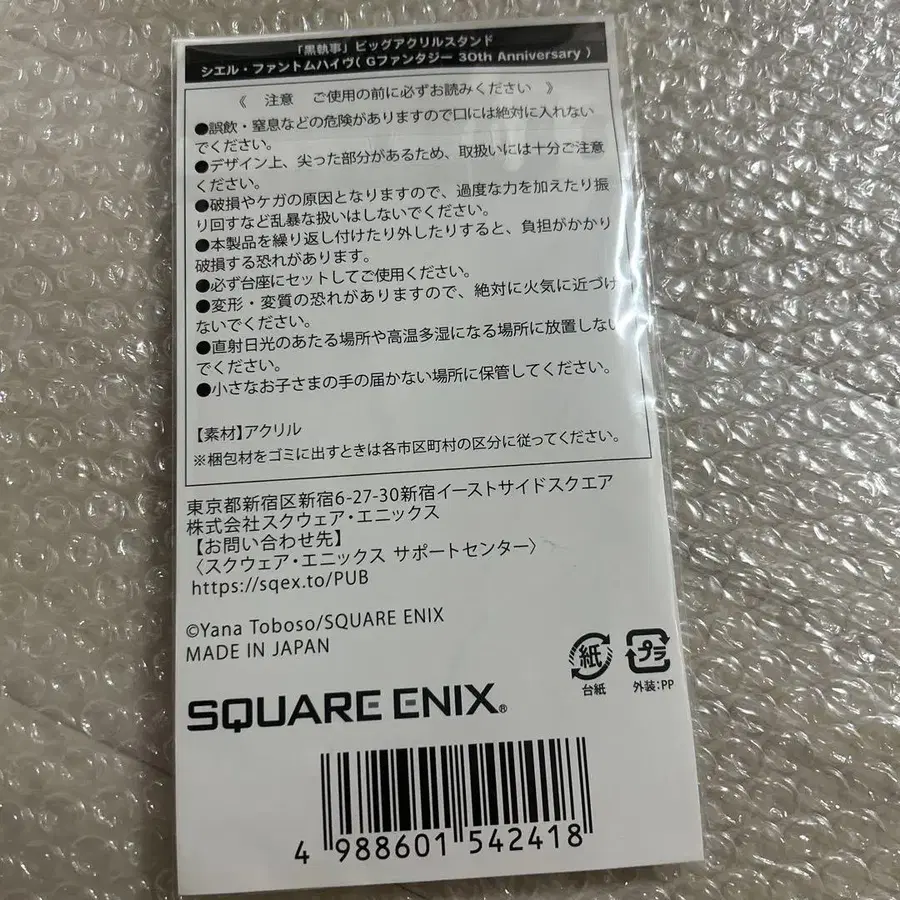 「黒執事」ビッグアクリルスタンド
シエル・ファントムハイヴ( Gファンタジー 30th Anniversary )
《 注意 ご使用の前に必ずお読みください 》
●誤飲・窒息などの危険がありますので口には絶対に入れない
でください。
●デザイン上、尖った部分があるため、取扱いには十分ご注意
ください。
●破損やケガの原因となりますので、過度な力を加えたり振
り回すなど乱暴な扱いはしないでください。
●本製品を繰り返し付けたり外したりすると、負担がかかり
破損する恐れがあります。
●必ず台座にセットしてご使用ください。
●変形・変質の恐れがありますので、絶対に火気に近づけ
ないでください。
●直射日光のあたる場所や高温多湿になる場所に放置しない
でください。
●小さなお子さまの手の届かない場所に保管してください。
【素材】アクリル
※梱包材をゴミに出すときは各市区町村の区分に従ってください。
東京都新宿区新宿6-27-30新宿イーストサイドスクエア
株式会社スクウェア・エニックス
【お問い合わせ先】
〈スクウェア・エニックス サポートセンター〉
https://sqex.to/PUB
©Yana Toboso/SQUARE ENIX
MADE IN JAPAN
紙
台紙
プラ
外装:PP
SQUARE ENIX®
4 988601 542418